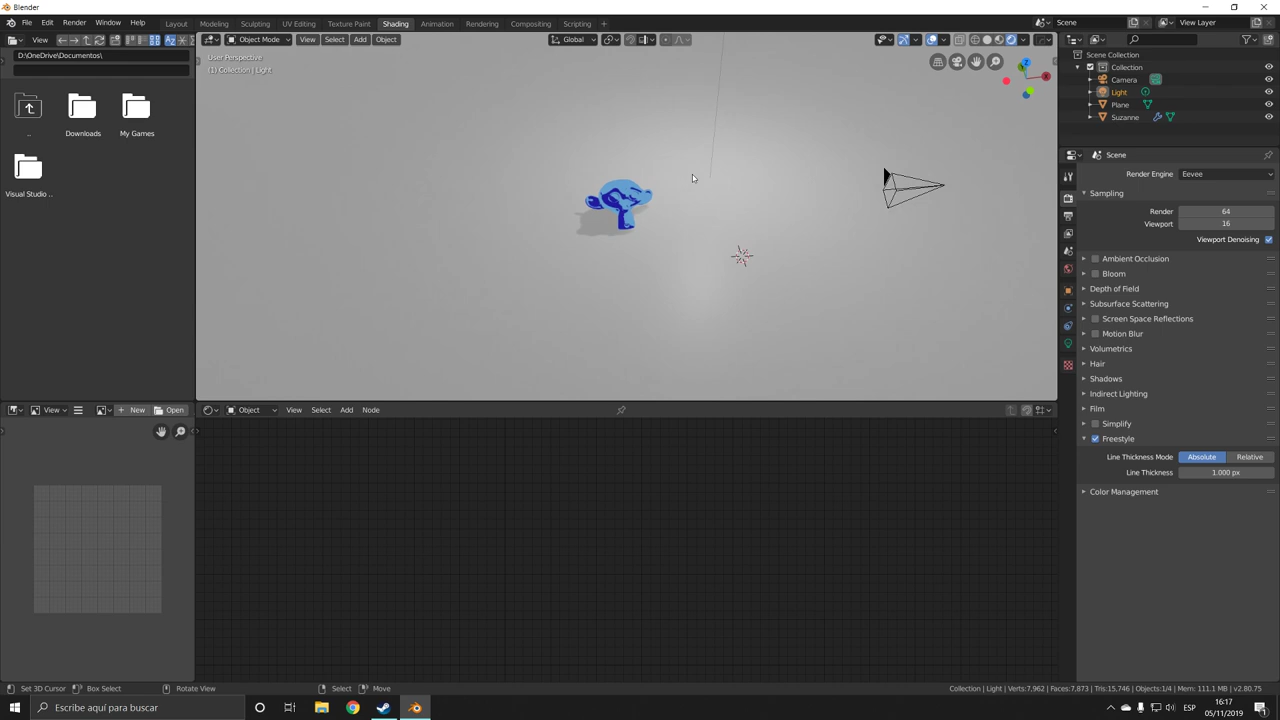 Blender
File Edit Render Window Help
Layout Modeling Sculpting UV Editing Texture Paint Shading Animation Rendering Compositing Scripting +
Scene
View Layer
View
D:\OneDrive\Documentos\
..
Downloads
My Games
Visual Studio ..
Object Mode View Select Add Object
Global
User Perspective
(1) Collection | Light
Scene Collection
Collection
Camera
Light
Plane
Suzanne
Scene
Render Engine Eevee
Sampling
Render 64
Viewport 16
Viewport Denoising
Ambient Occlusion
Bloom
Depth of Field
Subsurface Scattering
Screen Space Reflections
Motion Blur
Volumetrics
Hair
Shadows
Indirect Lighting
Film
Simplify
Freestyle
Line Thickness Mode Absolute Relative
Line Thickness 1.000 px
Color Management
View New Open
Object View Select Add Node
Set 3D Cursor Box Select Rotate View Select Move
Collection | Light | Verts:7,962 | Faces:7,873 | Tris:15,746 | Objects:1/4 | Mem: 111.1 MB | v2.80.75
Escribe aquí para buscar
ESP
16:17
05/11/2019